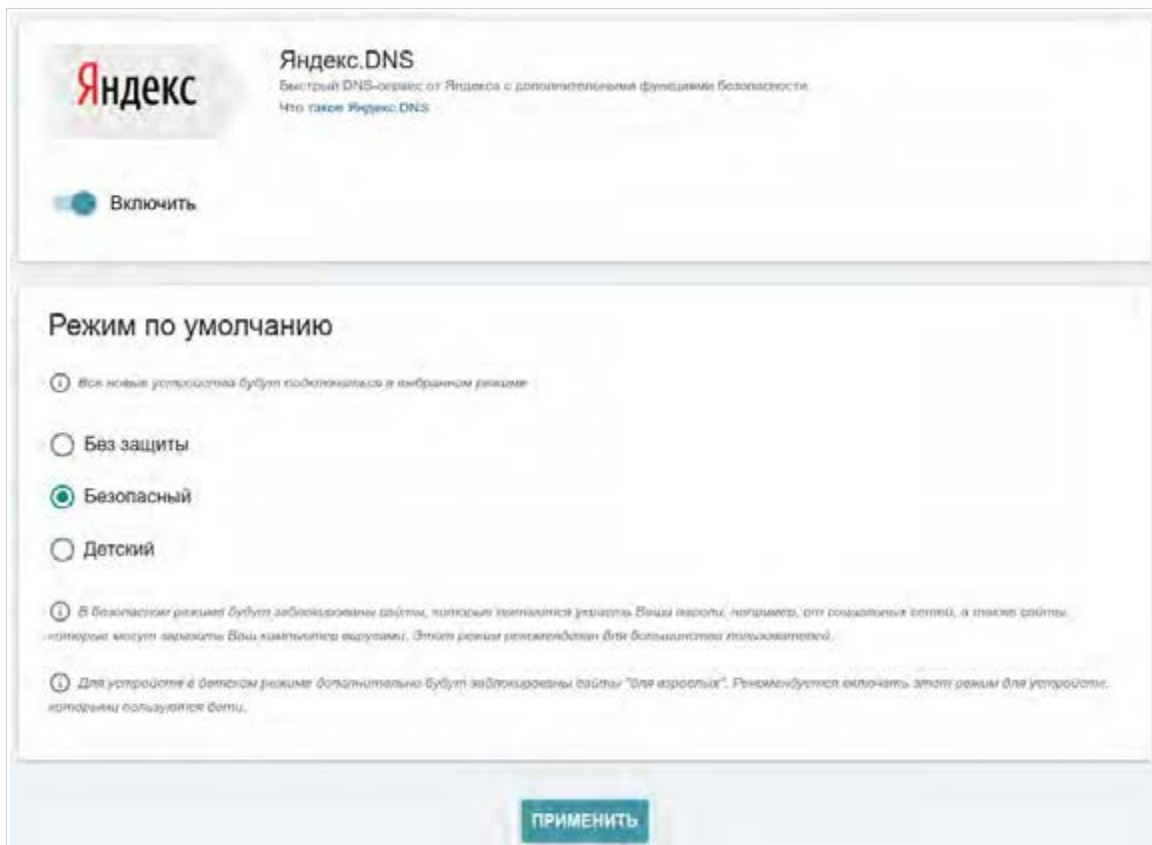 Яндекс
Яндекс.DNS
Быстрый DNS-сервис от Яндекса с дополнительными функциями безопасности.
Что такое Яндекс.DNS
Включить
Режим по умолчанию
Все новые устройства будут подключаться в выбранном режиме
Без защиты
Безопасный
Детский
В безопасном режиме будут заблокированы сайты, которые пытаются украсть Ваши пароли, например, от социальных сетей, а также сайты,
которые могут заразить Ваш компьютер вирусами. Этот режим рекомендован для большинства пользователей.
Для устройств в детском режиме дополнительно будут заблокированы сайты "для взрослых". Рекомендуется включать этот режим для устройств,
которыми пользуются дети.
ПРИМЕНИТЬ